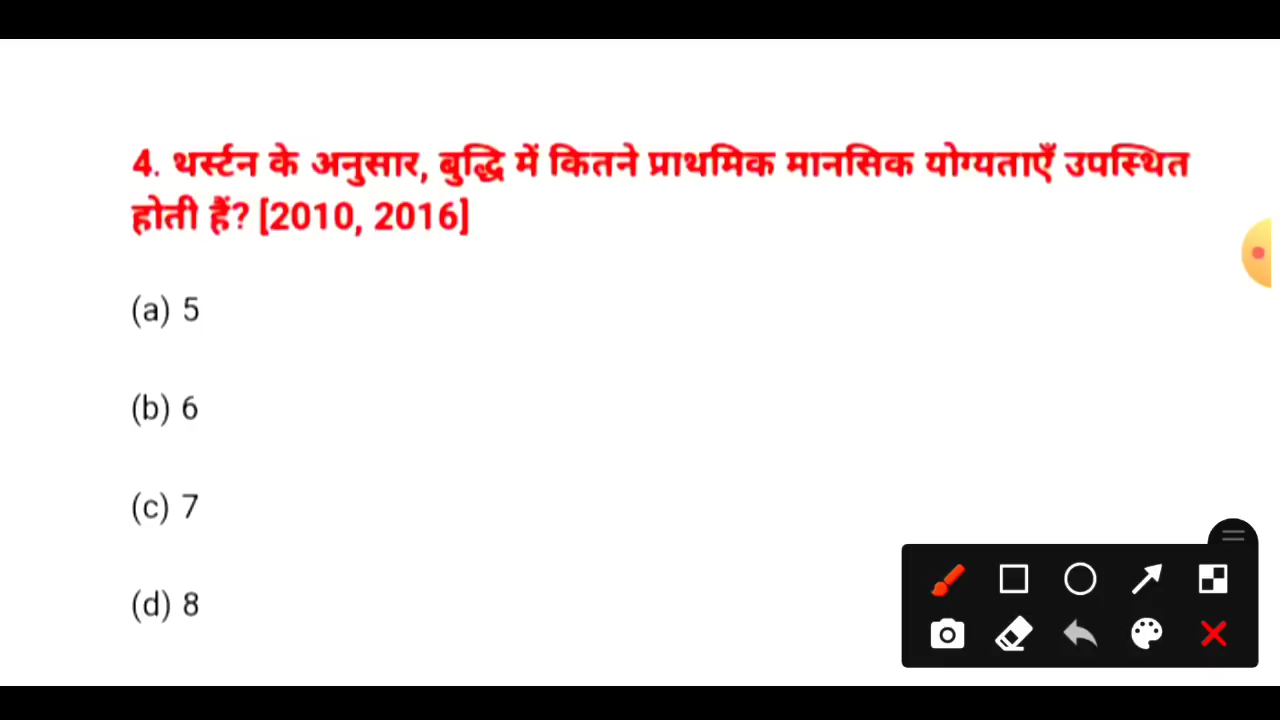 4. थर्स्टन के अनुसार, बुद्धि में कितने प्राथमिक मानसिक योग्यताएँ उपस्थित
होती हैं? [2010, 2016]
(a) 5
(b) 6
(c) 7
(d) 8